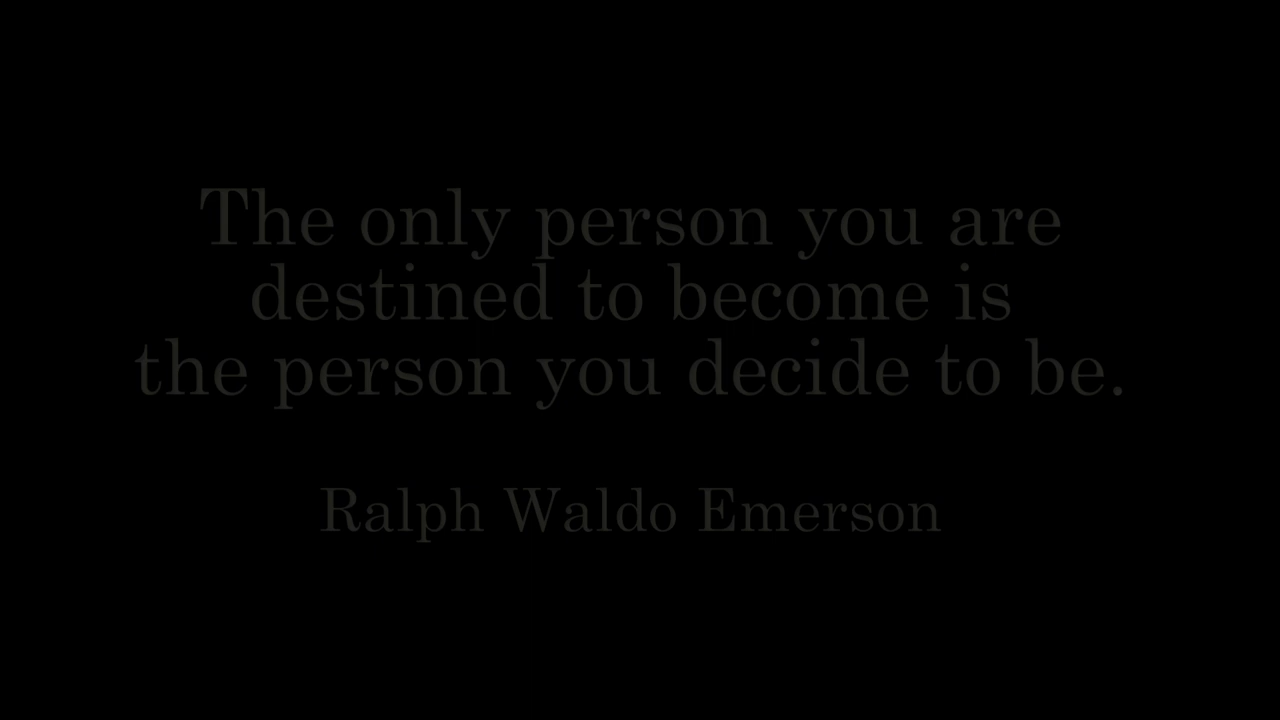 The only person you are
destined to become is
the person you decide to be.
Ralph Waldo Emerson